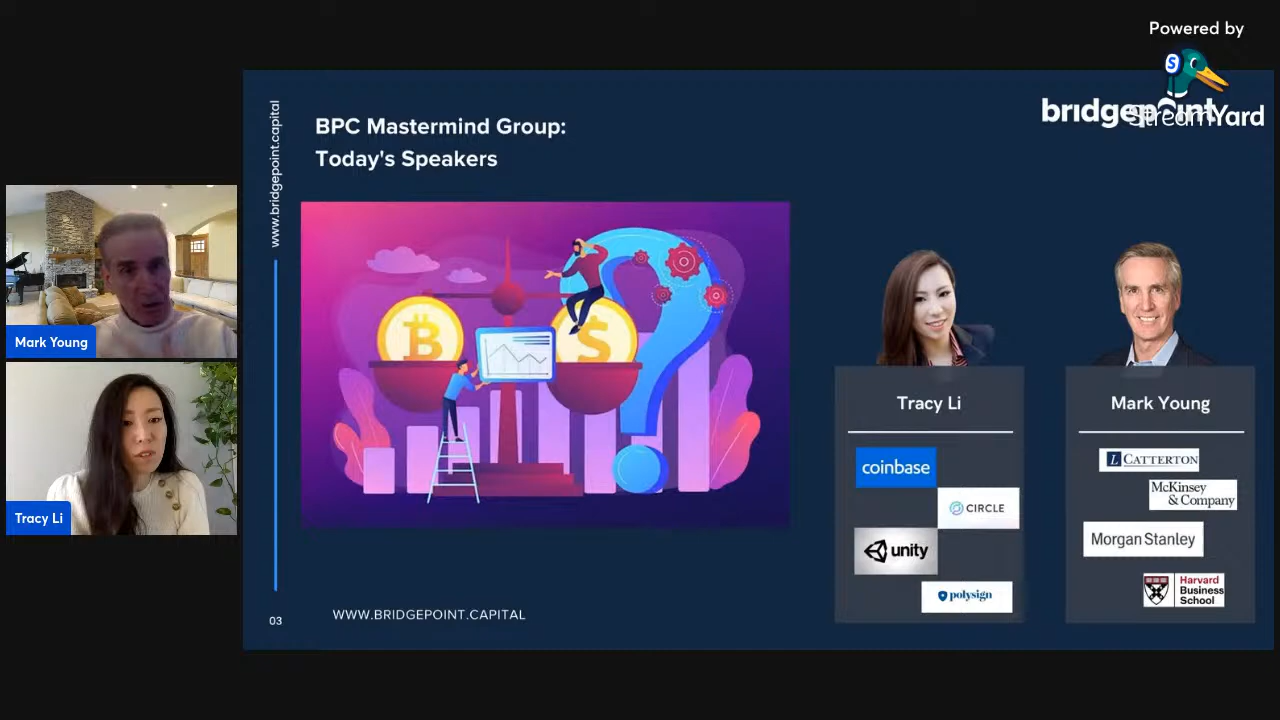 Powered by
StreamYard
bridgepoint
www.bridgepoint.capital
BPC Mastermind Group:
Today's Speakers
Mark Young
Tracy Li
Tracy Li
coinbase
CIRCLE
unity
polysign
Mark Young
L CATTERTON
McKinsey
& Company
Morgan Stanley
Harvard
Business
School
03
WWW.BRIDGEPOINT.CAPITAL